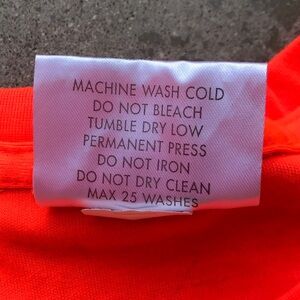 MACHINE WASH COLD
DO NOT BLEACH
TUMBLE DRY LOW
PERMANENT PRESS
DO NOT IRON
DO NOT DRY CLEAN
MAX 25 WASHES